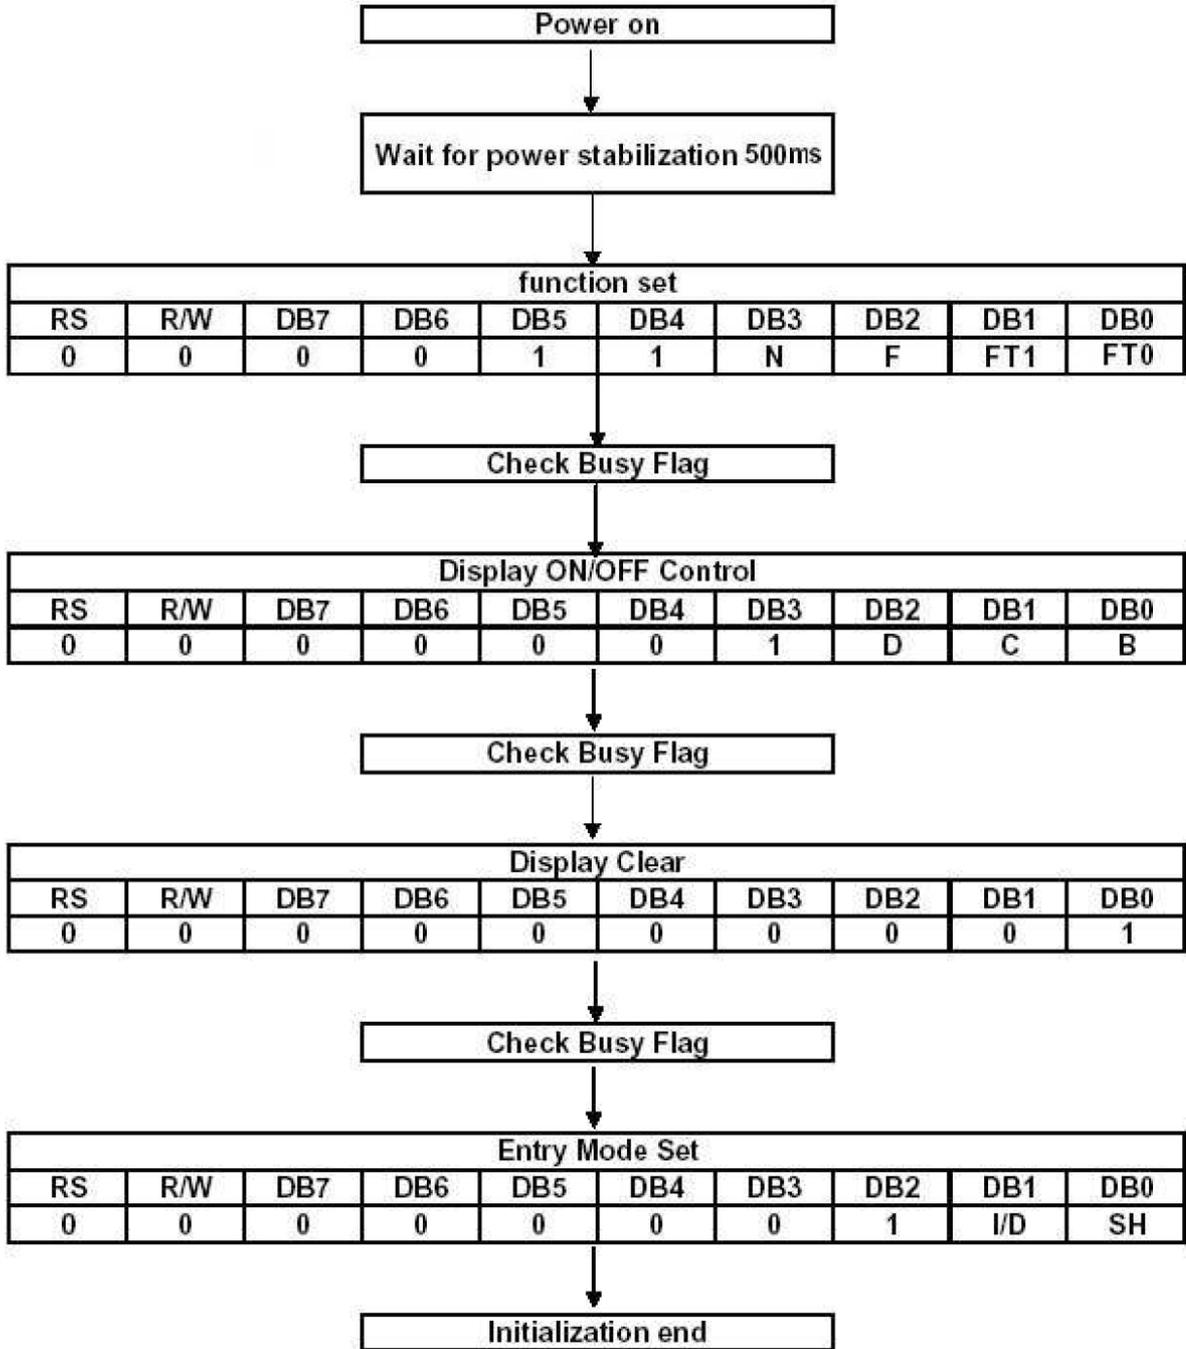 Power on
Wait for power stabilization 500ms
function set
RS R/W DB7 DB6 DB5 DB4 DB3 DB2 DB1 DB0
0 0 0 0 1 1 N F FT1 FT0
Check Busy Flag
Display ON/OFF Control
RS R/W DB7 DB6 DB5 DB4 DB3 DB2 DB1 DB0
0 0 0 0 0 0 1 D C B
Check Busy Flag
Display Clear
RS R/W DB7 DB6 DB5 DB4 DB3 DB2 DB1 DB0
0 0 0 0 0 0 0 0 0 1
Check Busy Flag
Entry Mode Set
RS R/W DB7 DB6 DB5 DB4 DB3 DB2 DB1 DB0
0 0 0 0 0 0 0 1 I/D SH
Initialization end